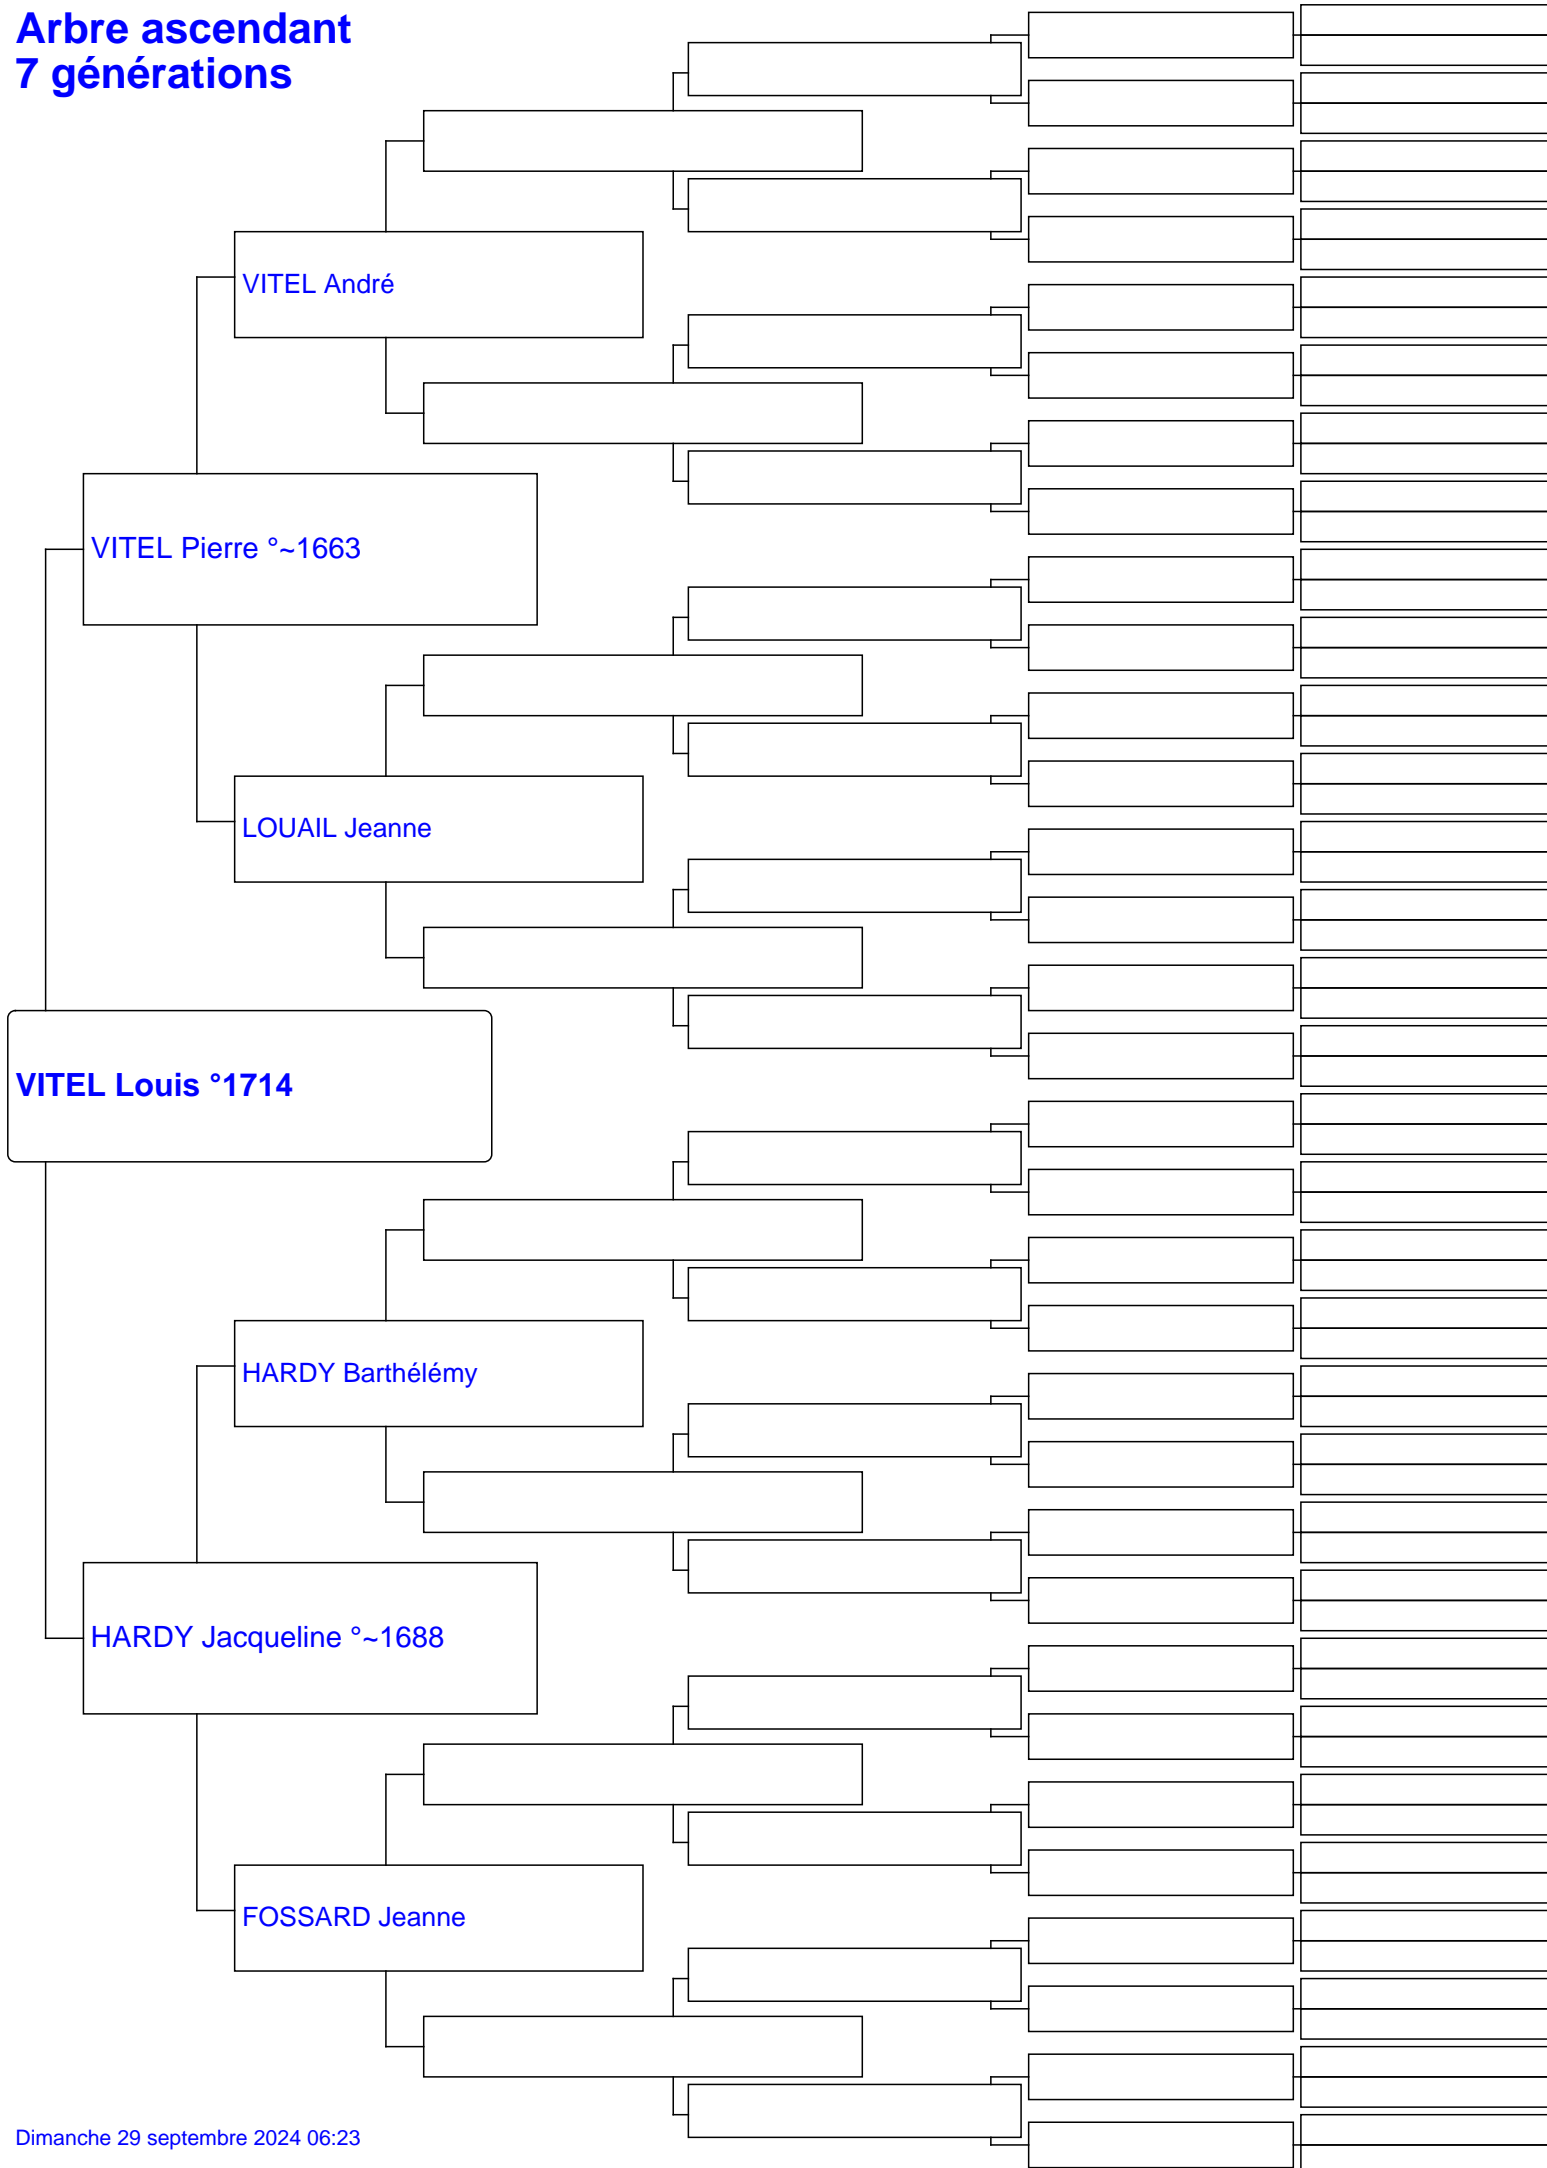 Arbre ascendant
7 générations
VITEL André
VITEL Pierre °~1663
LOUAIL Jeanne
VITEL Louis °1714
HARDY Barthélémy
HARDY Jacqueline °~1688
FOSSARD Jeanne
Dimanche 29 septembre 2024 06:23